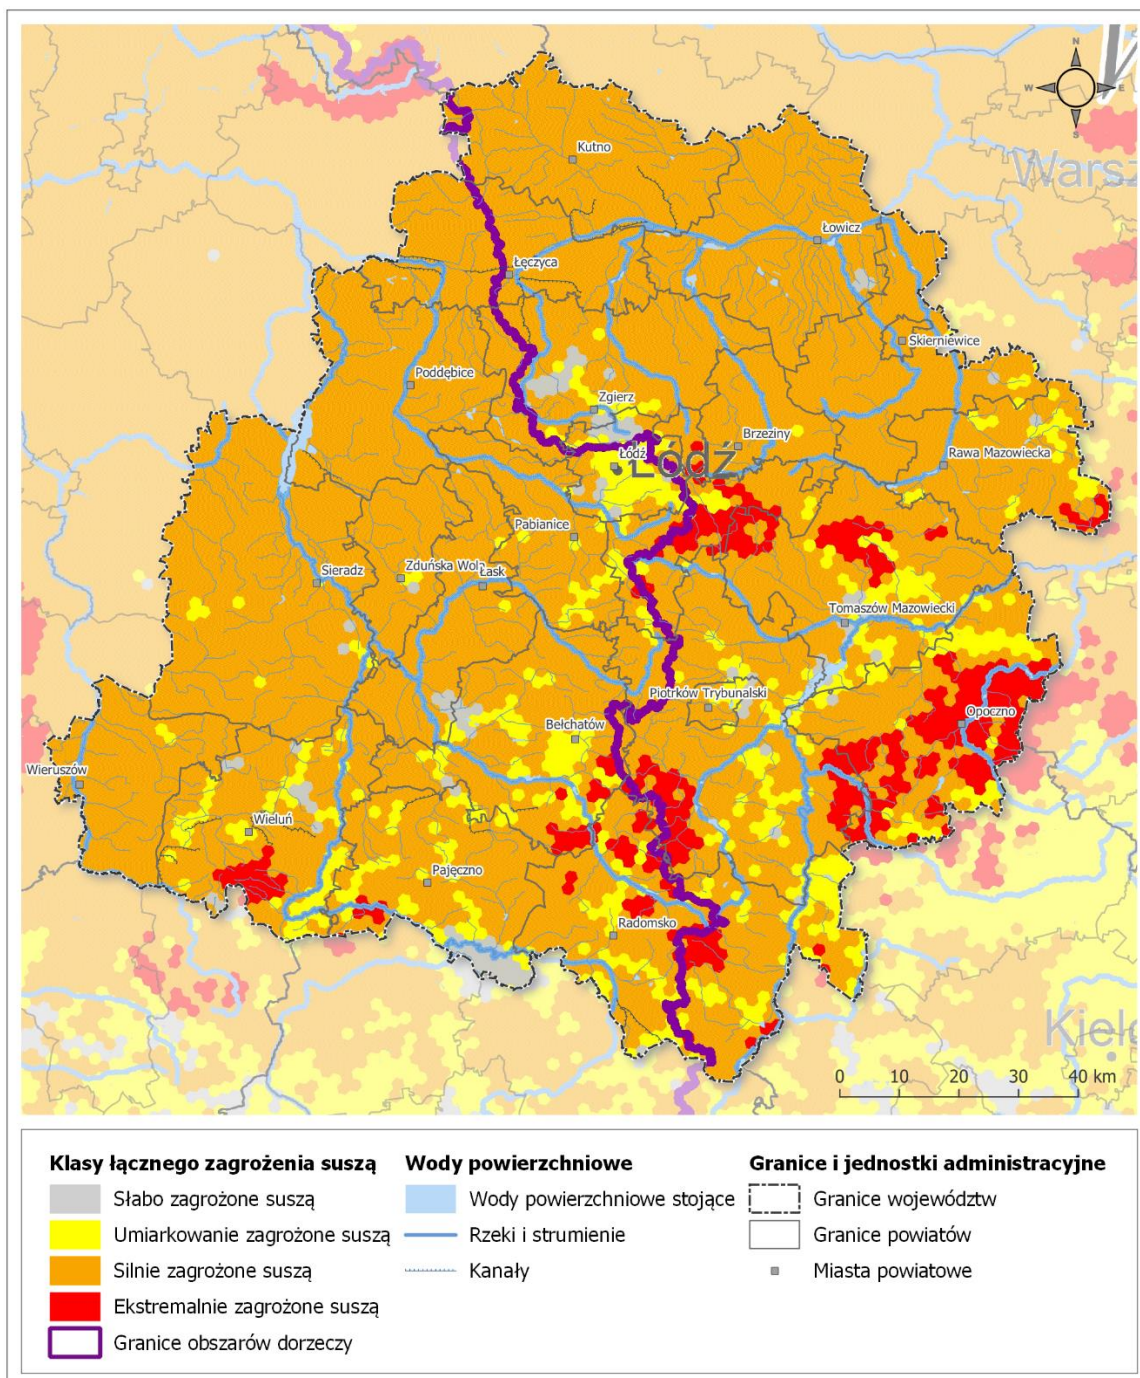 N
W E
S
Warsz
Kutno
Łowicz
Łęczyca
Skierniewice
Poddębice
Zgierz
Brzeziny
Łódź
Łódź
Rawa Mazowiecka
Pabianice
Zduńska Wola
Łask
Sieradz
Tomaszów Mazowiecki
Piotrków Trybunalski
Opoczno
Bełchatów
Wieruszów
Wieluń
Pajęczno
Radomsko
Kielc
0 10 20 30 40 km
Klasy łącznego zagrożenia suszą
Słabo zagrożone suszą
Umiarkowanie zagrożone suszą
Silnie zagrożone suszą
Ekstremalnie zagrożone suszą
Granice obszarów dorzeczy
Wody powierzchniowe
Wody powierzchniowe stojące
Rzeki i strumienie
Kanały
Granice i jednostki administracyjne
Granice województw
Granice powiatów
Miasta powiatowe